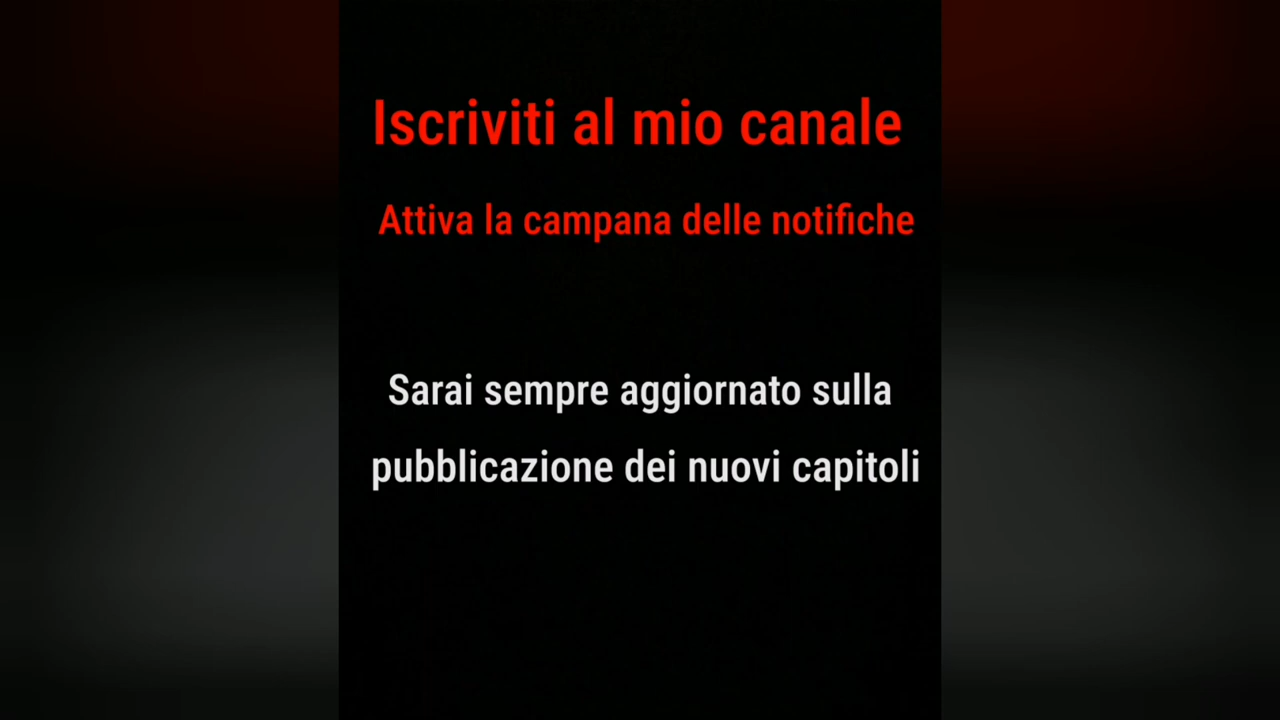 Iscriviti al mio canale
Attiva la campana delle notifiche
Sarai sempre aggiornato sulla
pubblicazione dei nuovi capitoli